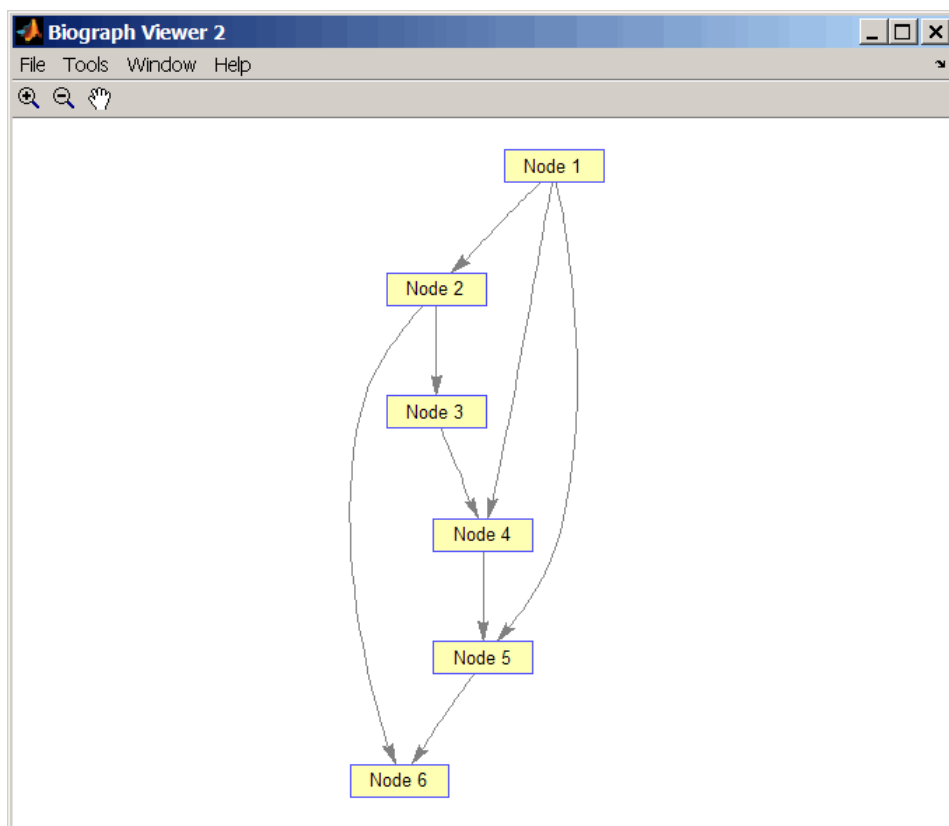 Biograph Viewer 2
File Tools Window Help
Node 1
Node 2
Node 3
Node 4
Node 5
Node 6